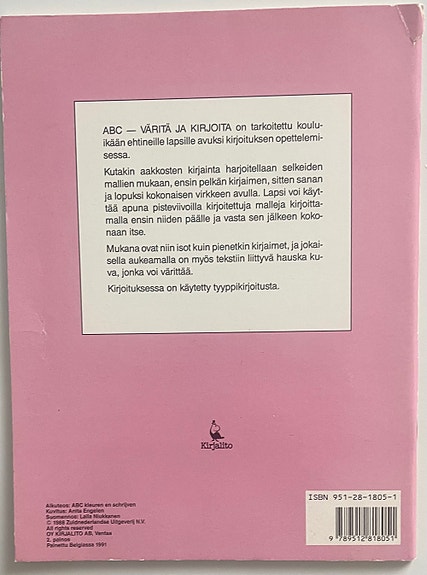 ABC — VÄRITÄ JA KIRJOITA on tarkoitettu koulu-
ikään ehtineille lapsille avuksi kirjoituksen opettelemi-
sessa.
Kutakin aakkosten kirjainta harjoitellaan selkeiden
mallien mukaan, ensin pelkän kirjaimen, sitten sanan
ja lopuksi kokonaisen virkkeen avulla. Lapsi voi käyt-
tää apuna pisteviivoilla kirjoitettuja malleja kirjoitta-
malla ensin niiden päälle ja vasta sen jälkeen koko-
naan itse.
Mukana ovat niin isot kuin pienetkin kirjaimet, ja jokai-
sella aukeamalla on myös tekstiin liittyvä hauska ku-
va, jonka voi värittää.
Kirjoituksessa on käytetty tyyppikirjoitusta.
Kirjalito
Alkuteos: ABC kleuren en schrijven
Kuvitus: Anita Engelen
Suomennos: Laila Niukkanen
© 1988 Zuidnederlandse Uitgeverij N.V.
All rights reserved
OY KIRJALITO AB, Vantaa
2. painos
Painettu Belgiassa 1991
ISBN 951-28-1805-1
9 789512 818051